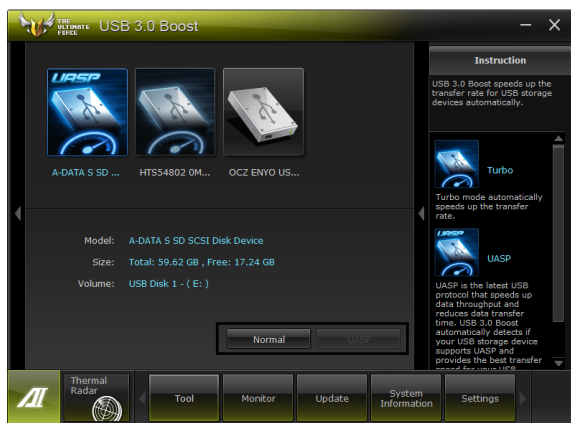 THE
ULTIMATE
FORCE
USB 3.0 Boost
UASP
A-DATA S SD ...
HTS54802 0M...
OCZ ENYO US...
Model: A-DATA S SD SCSI Disk Device
Size: Total: 59.62 GB , Free: 17.24 GB
Volume: USB Disk 1 - ( E: )
Normal
UASP
Instruction
USB 3.0 Boost speeds up the
transfer rate for USB storage
devices automatically.
Turbo
Turbo mode automatically
speeds up the transfer
rate.
UASP
UASP
UASP is the latest USB
protocol that speeds up
data throughput and
reduces data transfer
time. USB 3.0 Boost
automatically detects if
your USB storage device
supports UASP and
provides the best transfer
speed for your USB
AI
Thermal
Radar
Tool
Monitor
Update
System
Information
Settings